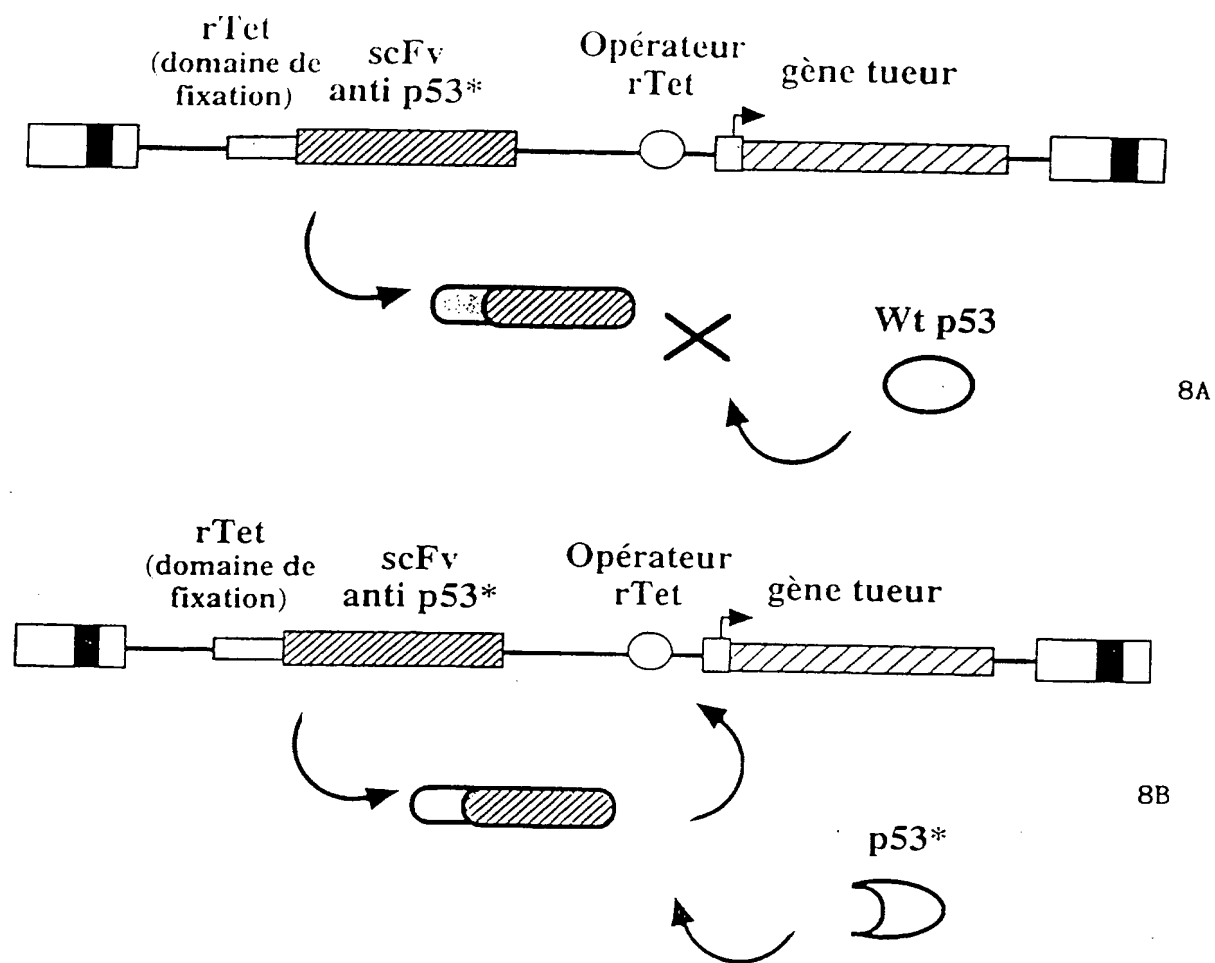 rTet
(domaine de
fixation)
scFv
anti p53*
Opérateur
rTet
gène tueur
Wt p53
8A
rTet
(domaine de
fixation)
scFv
anti p53*
Opérateur
rTet
gène tueur
8B
p53*